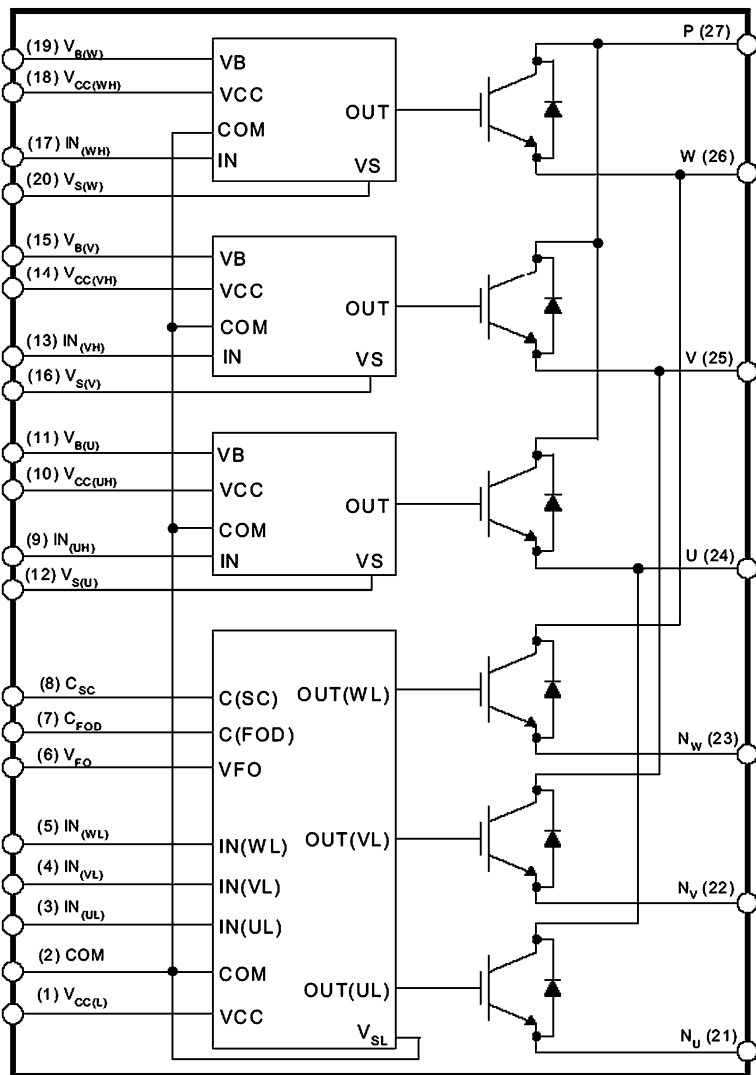 (19) VB(W)
VB
P (27)
(18) VCC(WH)
VCC
OUT
COM
(17) IN(WH)
IN
VS
W (26)
(20) VS(W)
(15) VB(V)
VB
(14) VCC(VH)
VCC
OUT
COM
(13) IN(VH)
IN
VS
V (25)
(16) VS(V)
(11) VB(U)
VB
(10) VCC(UH)
VCC
OUT
COM
(9) IN(UH)
IN
VS
U (24)
(12) VS(U)
(8) CSC
C(SC)
OUT(WL)
(7) CFOD
C(FOD)
NW (23)
(6) VFO
VFO
(5) IN(WL)
IN(WL)
OUT(VL)
(4) IN(VL)
IN(VL)
NV (22)
(3) IN(UL)
IN(UL)
(2) COM
COM
OUT(UL)
(1) VCC(L)
VCC
VSL
NU (21)